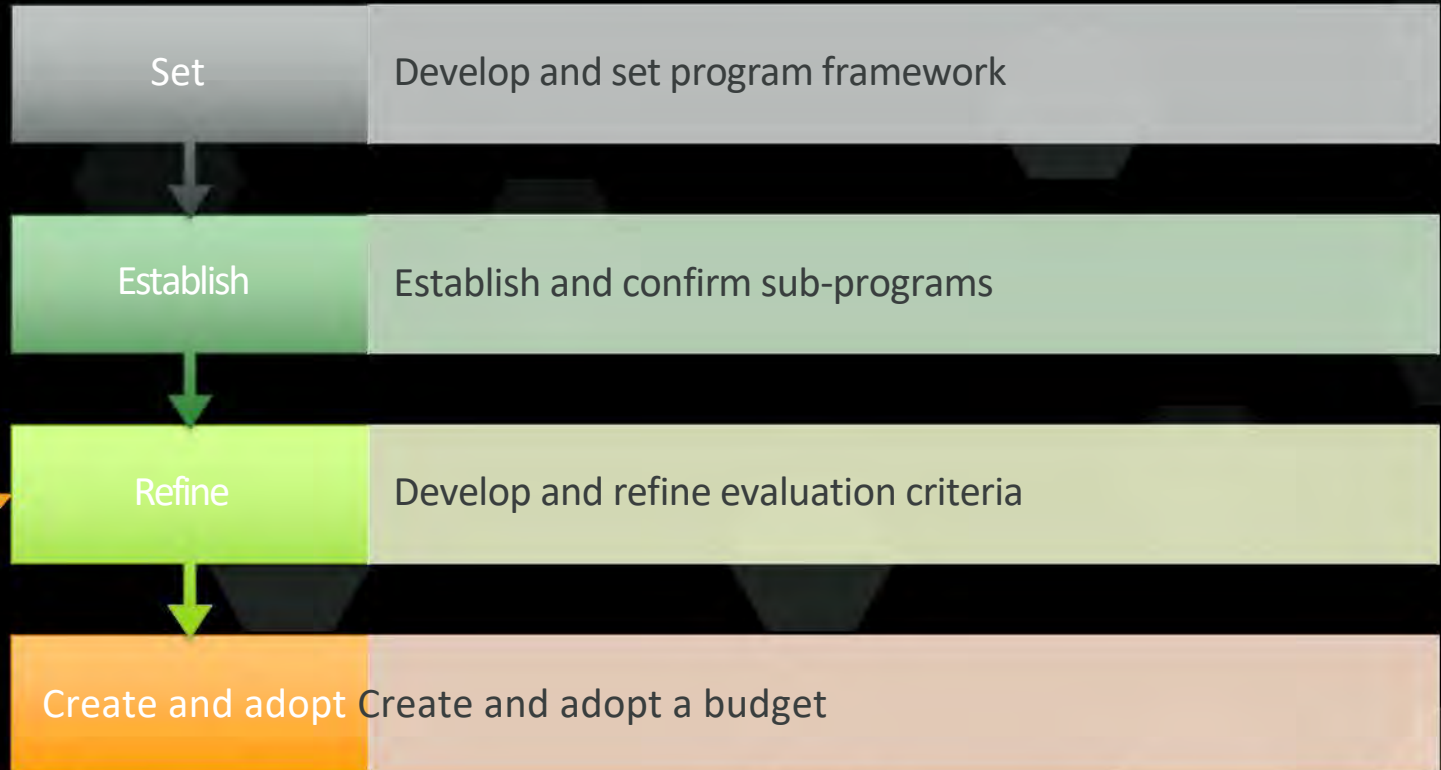 Set Develop and set program framework
Establish Establish and confirm sub-programs
Refine Develop and refine evaluation criteria
Create and adopt Create and adopt a budget